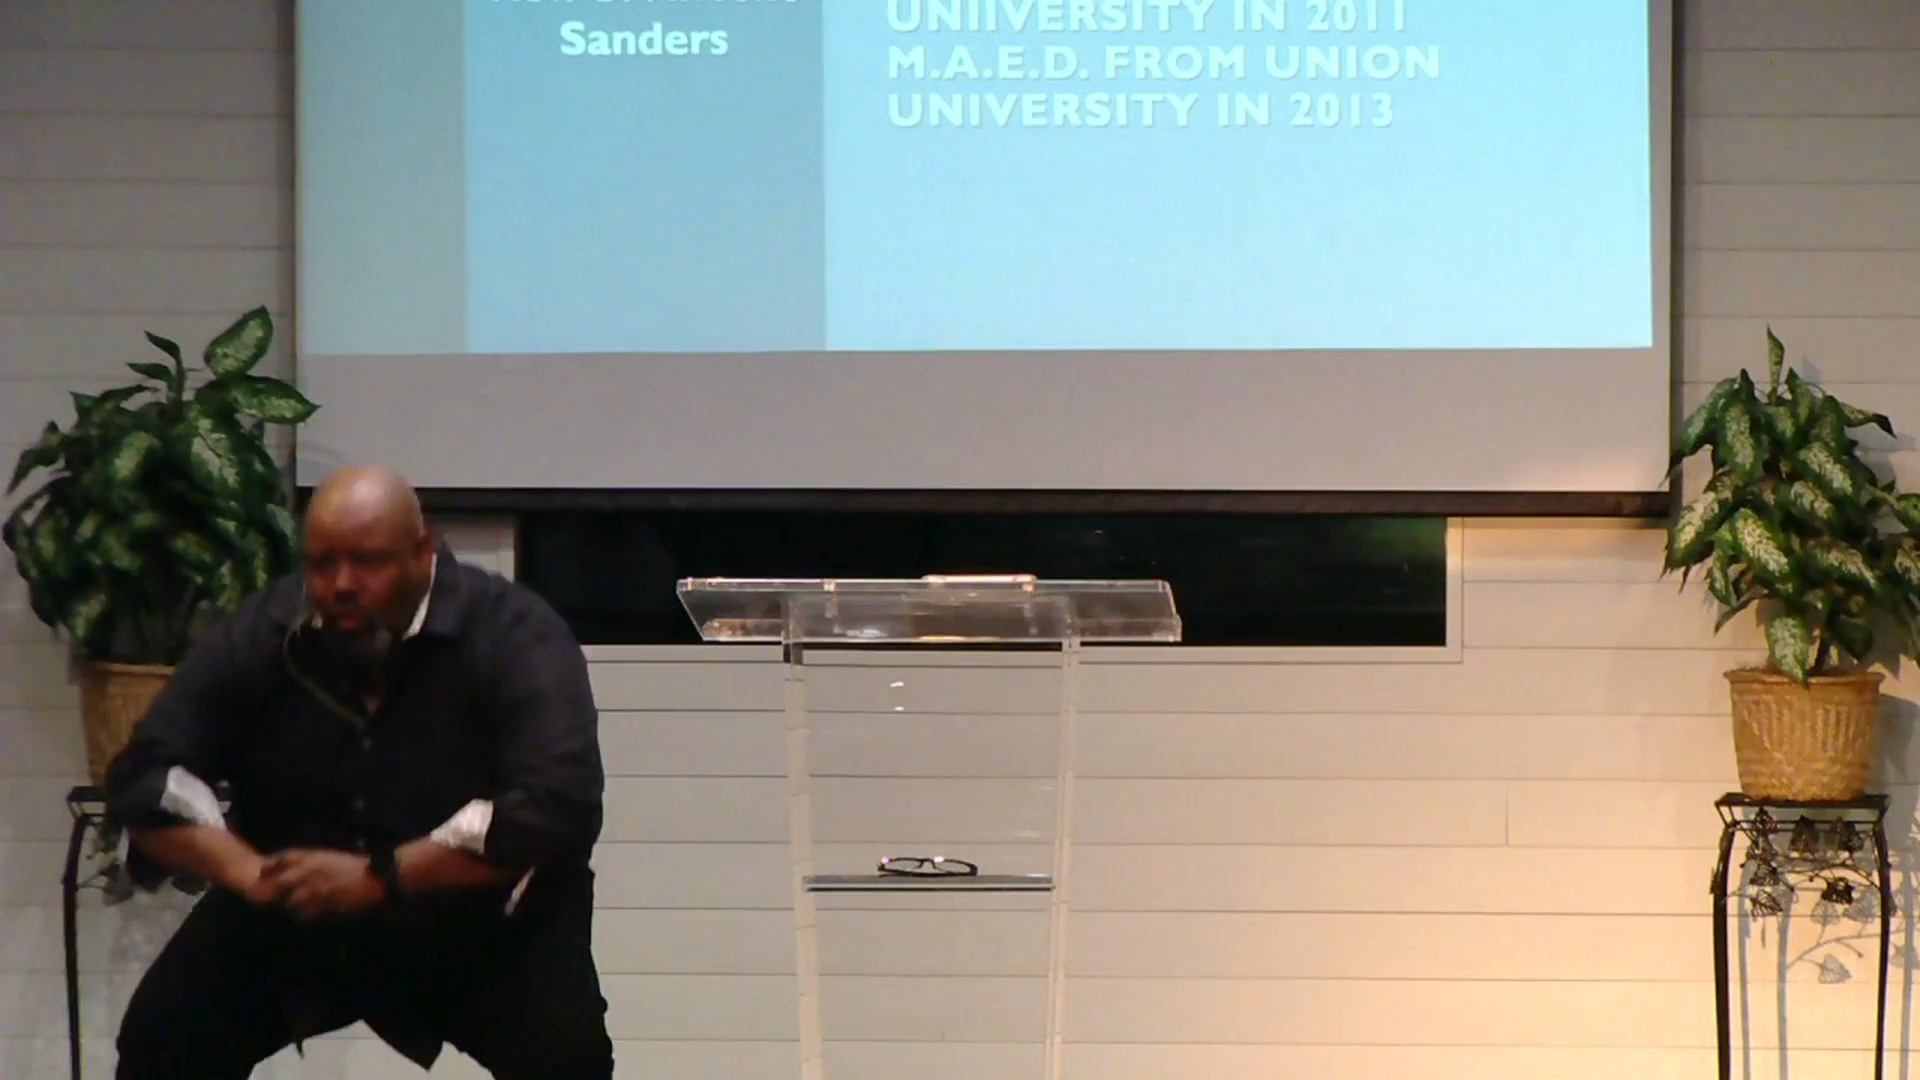 Sanders
UNIIVERSITY IN 2011
M.A.E.D. FROM UNION
UNIVERSITY IN 2013